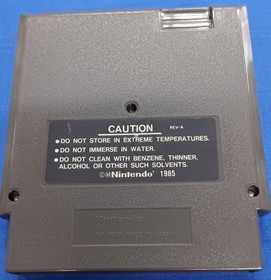 CAUTION REV-A
●DO NOT STORE IN EXTREME TEMPERATURES.
●DO NOT IMMERSE IN WATER.
●DO NOT CLEAN WITH BENZENE, THINNER,
ALCOHOL OR OTHER SUCH SOLVENTS.
©ⓂNintendo 1985